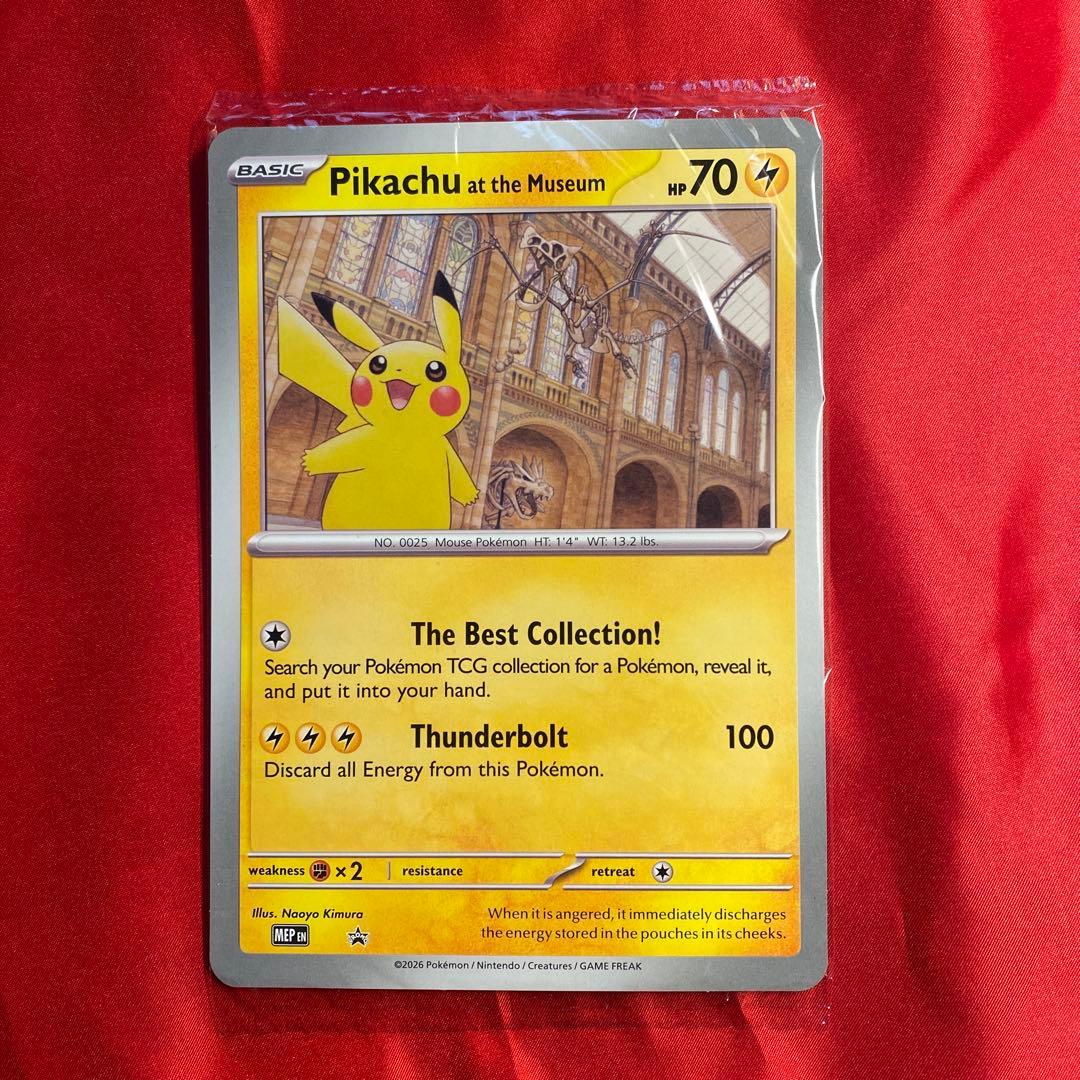 BASIC Pikachu at the Museum HP 70
NO. 0025 Mouse Pokémon HT: 1'4" WT: 13.2 lbs.
The Best Collection!
Search your Pokémon TCG collection for a Pokémon, reveal it,
and put it into your hand.
Thunderbolt 100
Discard all Energy from this Pokémon.
weakness ×2 resistance retreat
Illus. Naoyo Kimura
When it is angered, it immediately discharges
the energy stored in the pouches in its cheeks.
MEP EN
©2026 Pokémon / Nintendo / Creatures / GAME FREAK